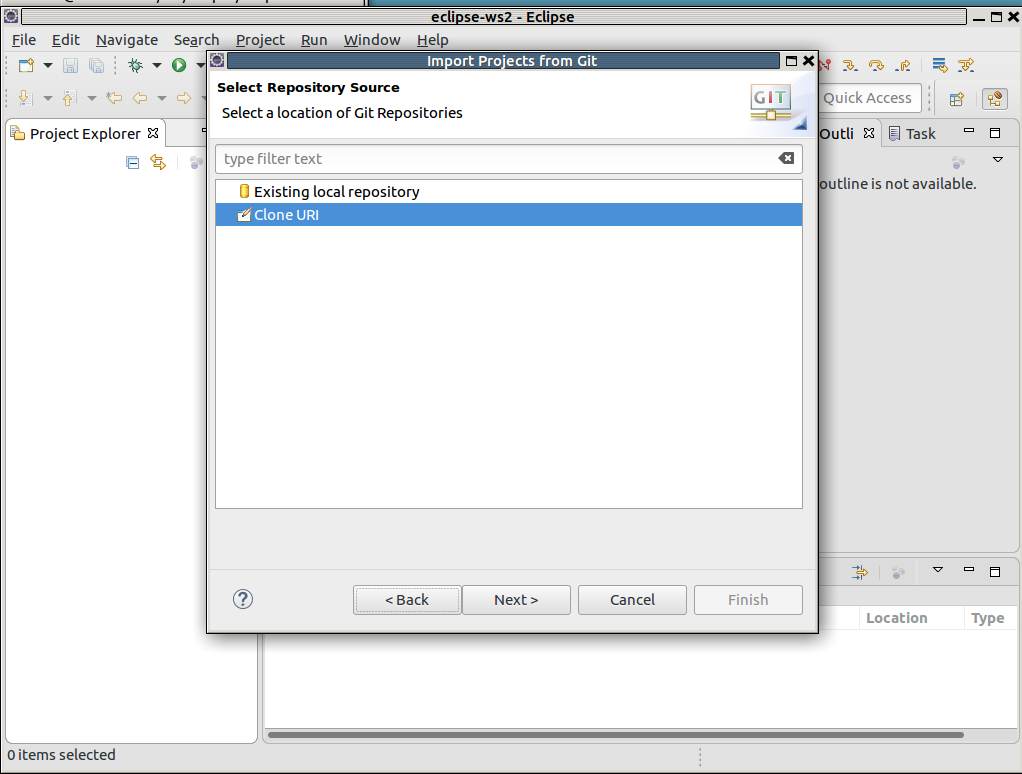 eclipse-ws2 - Eclipse
File Edit Navigate Search Project Run Window Help
Import Projects from Git
Select Repository Source
Select a location of Git Repositories
GIT
Quick Access
Project Explorer
Outli
Task
type filter text
outline is not available.
Existing local repository
Clone URI
?
< Back
Next >
Cancel
Finish
Location
Type
0 items selected